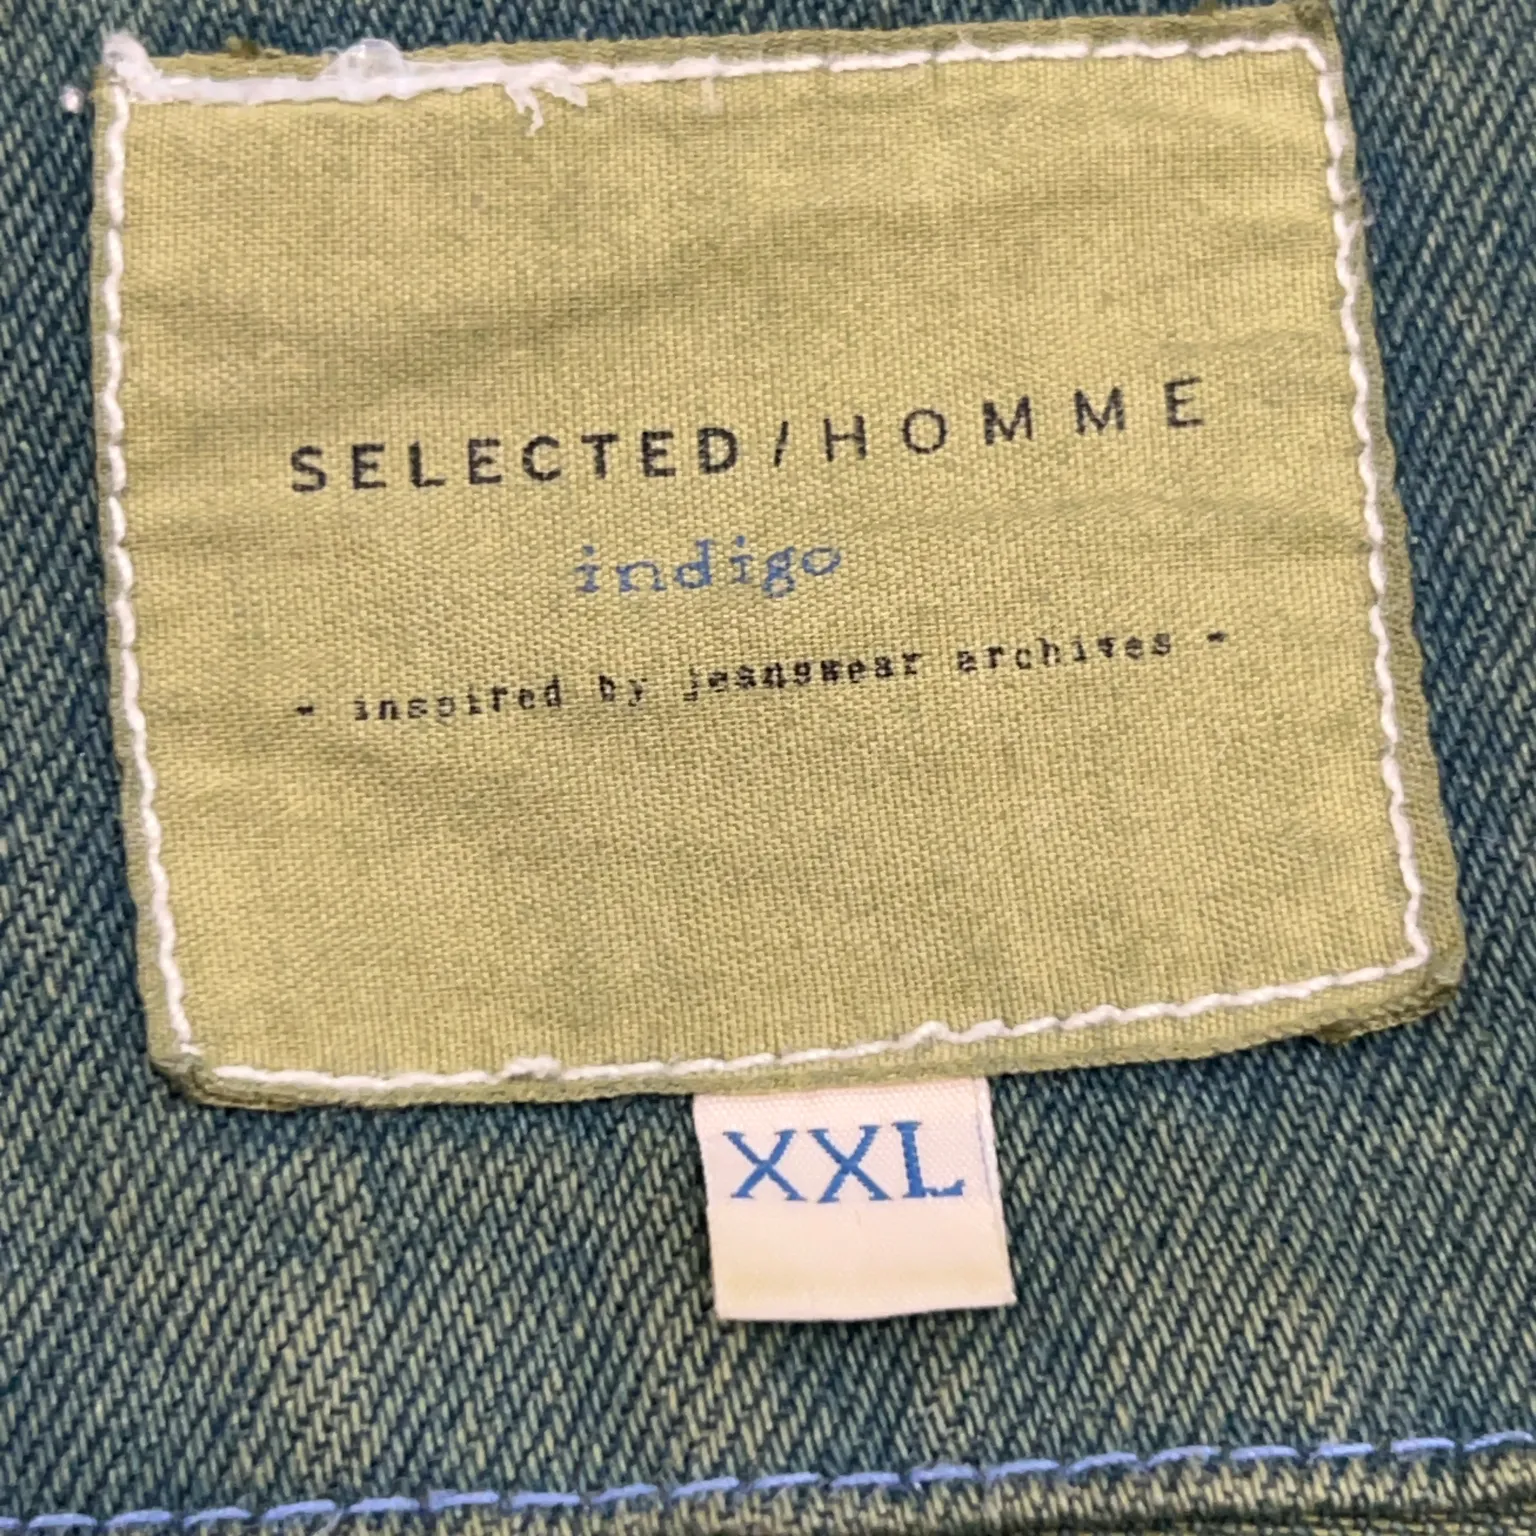 SELECTED/HOMME
indigo
- inspired by jeanswear archives -
XXL